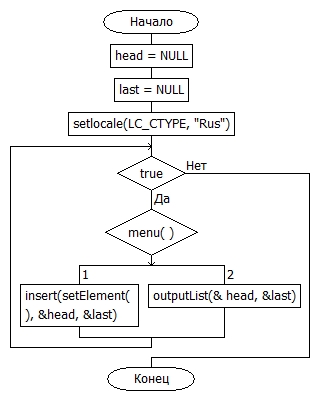 Начало
head = NULL
last = NULL
setlocale(LC_CTYPE, "Rus")
true
Нет
Да
menu( )
1
2
insert(setElement(
), &head, &last)
outputList(& head, &last)
Конец